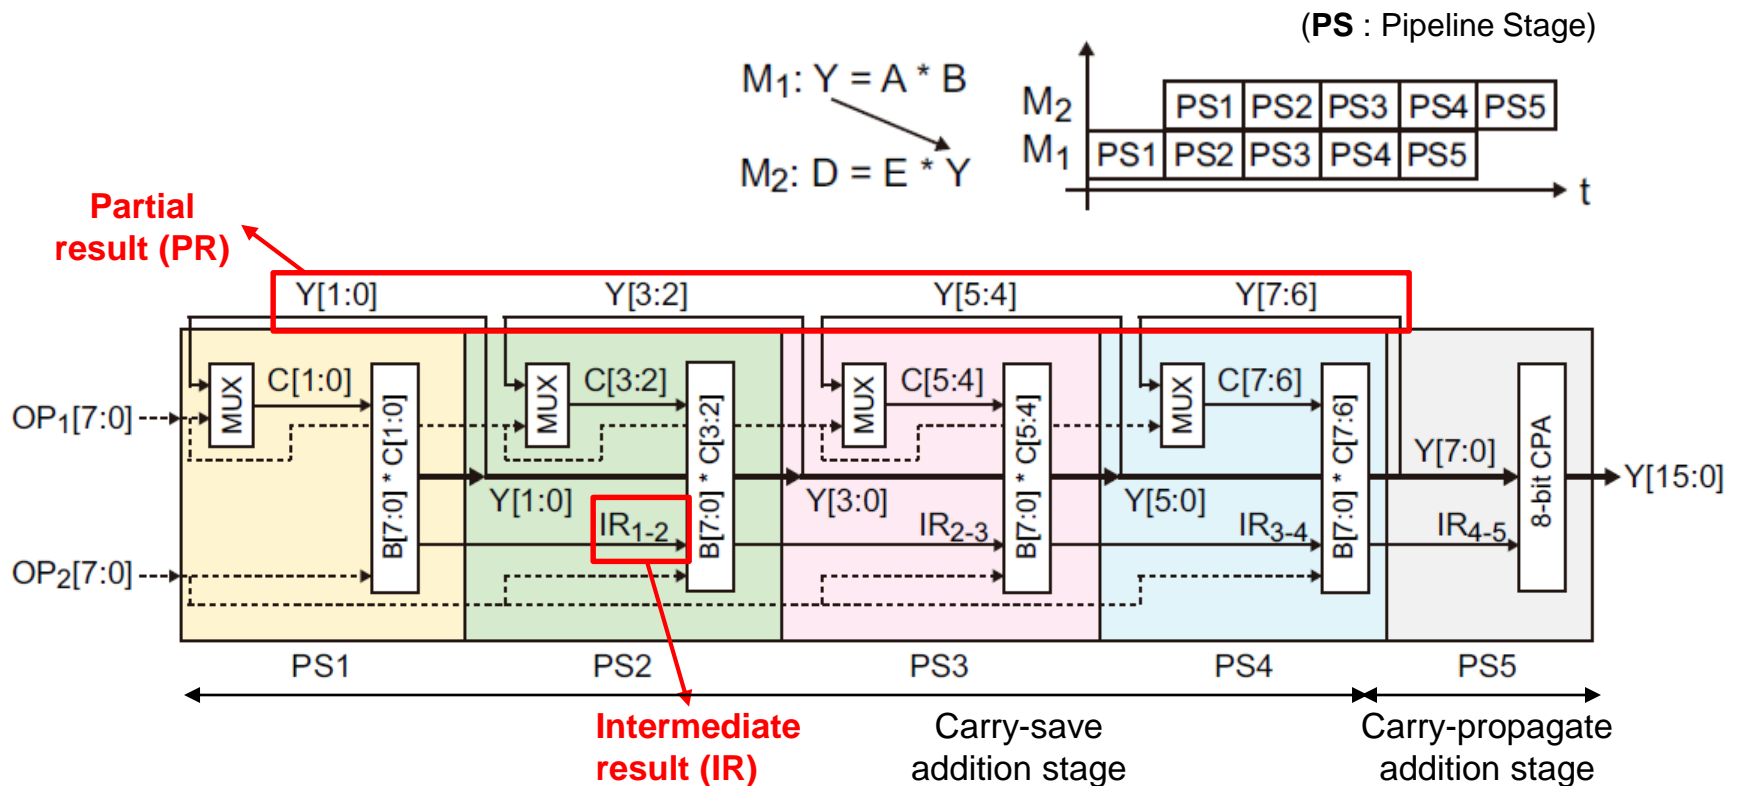 (PS : Pipeline Stage)
M1: Y = A * B
M2: D = E * Y
M2 PS1 PS2 PS3 PS4 PS5
M1 PS1 PS2 PS3 PS4 PS5
t
Partial
result (PR)
Y[1:0] Y[3:2] Y[5:4] Y[7:6]
MUX C[1:0] B[7:0] * C[1:0]
MUX C[3:2] B[7:0] * C[3:2]
MUX C[5:4] B[7:0] * C[5:4]
MUX C[7:6] B[7:0] * C[7:6]
OP1[7:0]
Y[7:0] 8-bit CPA Y[15:0]
Y[1:0] Y[3:0] Y[5:0]
IR1-2 IR2-3 IR3-4 IR4-5
OP2[7:0]
PS1 PS2 PS3 PS4 PS5
Intermediate
result (IR)
Carry-save
addition stage
Carry-propagate
addition stage